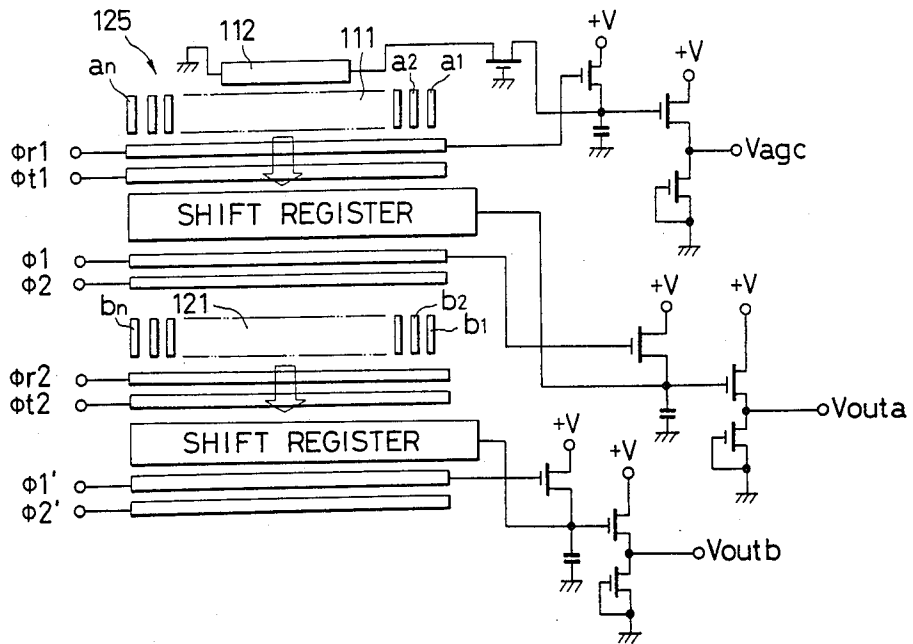 125
112
111
+V
+V
an
a2
a1
Φr1
Vagc
Φt1
SHIFT REGISTER
Φ1
Φ2
+V
+V
bn
121
b2
b1
Φr2
Φt2
Vouta
SHIFT REGISTER
+V
+V
Φ1'
Φ2'
Voutb